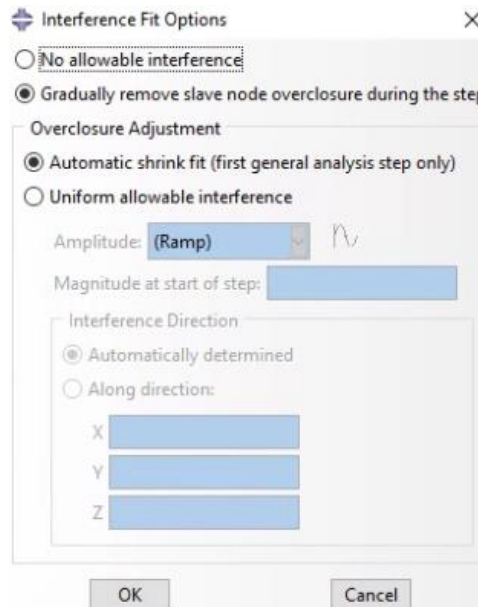 Interference Fit Options
No allowable interference
Gradually remove slave node overclosure during the step
Overclosure Adjustment
Automatic shrink fit (first general analysis step only)
Uniform allowable interference
Amplitude: (Ramp)
Magnitude at start of step:
Interference Direction
Automatically determined
Along direction:
X
Y
Z
OK Cancel